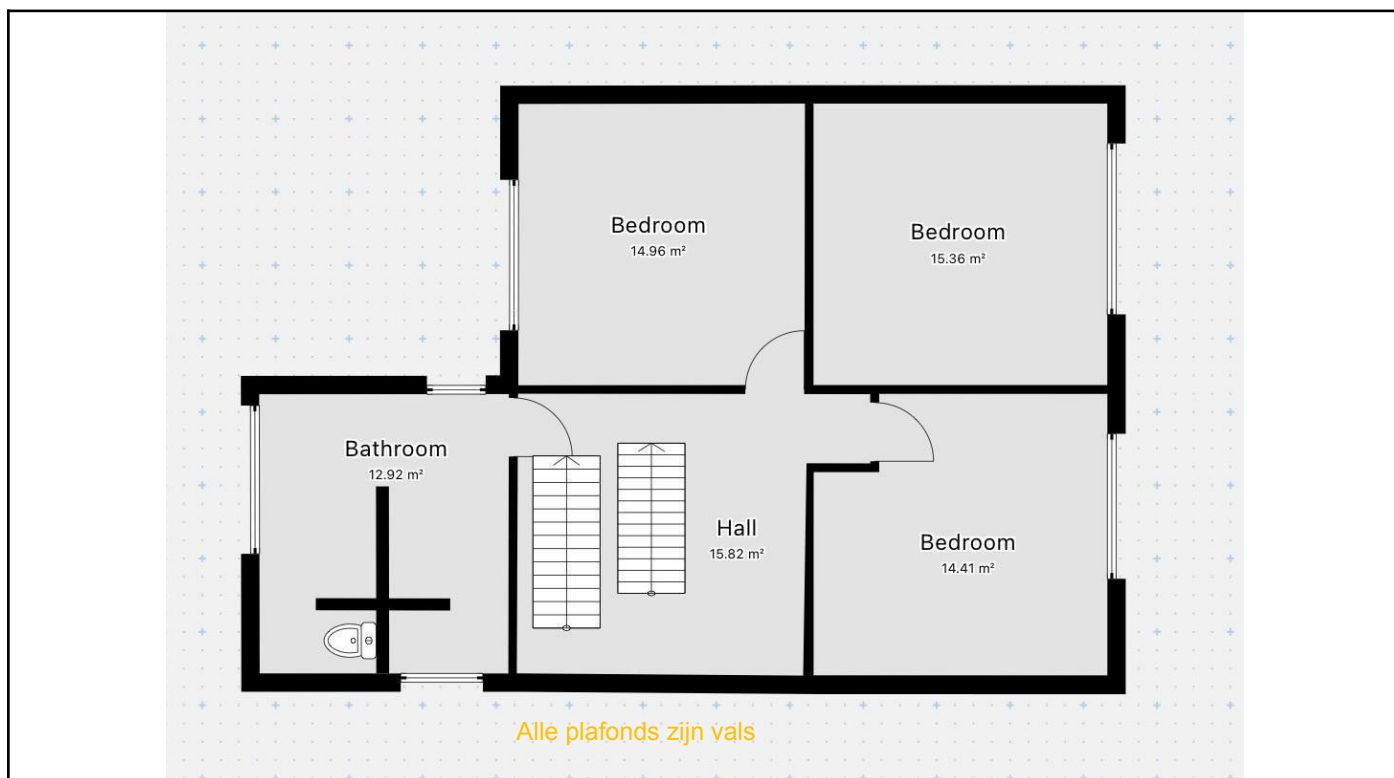 Bedroom
14.96 m²
Bedroom
15.36 m²
Bathroom
12.92 m²
Hall
15.82 m²
Bedroom
14.41 m²
Alle plafonds zijn vals